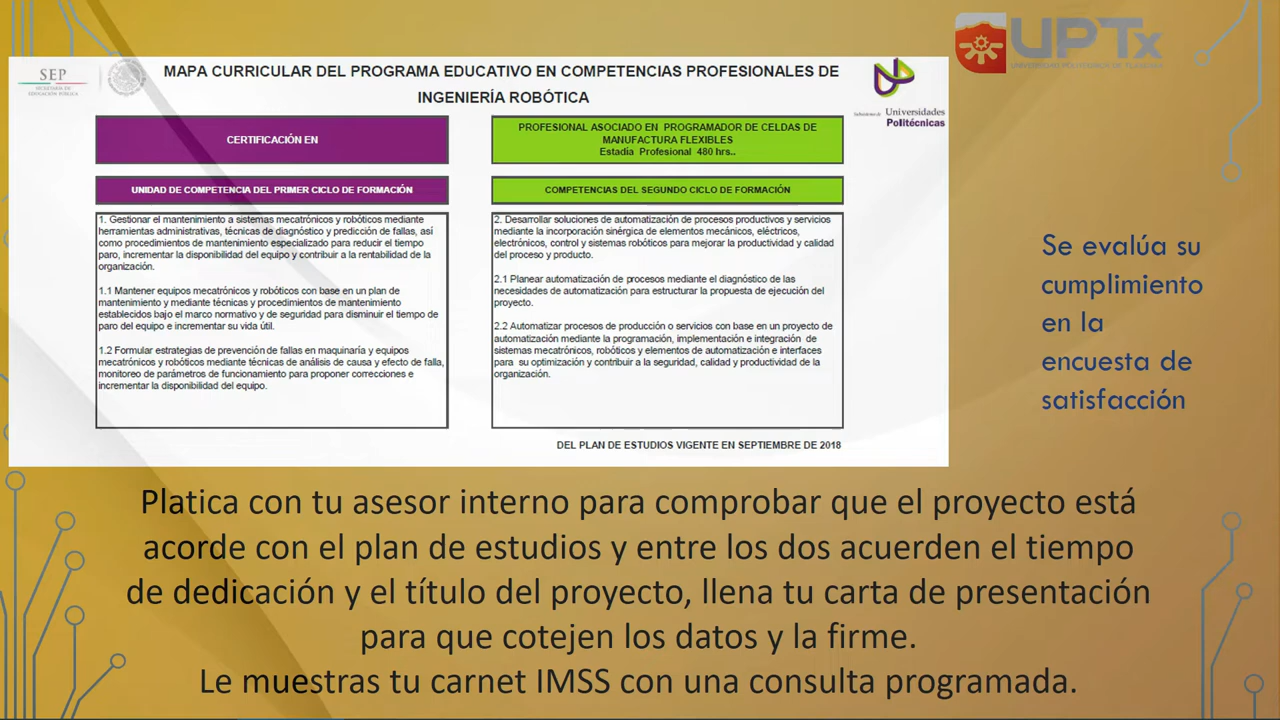 UPTx
UNIVERSIDAD POLITÉCNICA DE TLAXCALA
SEP
SECRETARÍA DE
EDUCACIÓN PÚBLICA
MAPA CURRICULAR DEL PROGRAMA EDUCATIVO EN COMPETENCIAS PROFESIONALES DE
INGENIERÍA ROBÓTICA
Subsistema de Universidades
Politécnicas
CERTIFICACIÓN EN
PROFESIONAL ASOCIADO EN PROGRAMADOR DE CELDAS DE
MANUFACTURA FLEXIBLES
Estadía Profesional 480 hrs..
UNIDAD DE COMPETENCIA DEL PRIMER CICLO DE FORMACIÓN
COMPETENCIAS DEL SEGUNDO CICLO DE FORMACIÓN
1. Gestionar el mantenimiento a sistemas mecatrónicos y robóticos mediante
herramientas administrativas, técnicas de diagnóstico y predicción de fallas, así
como procedimientos de mantenimiento especializado para reducir el tiempo
paro, incrementar la disponibilidad del equipo y contribuir a la rentabilidad de la
organización.
1.1 Mantener equipos mecatrónicos y robóticos con base en un plan de
mantenimiento y mediante técnicas y procedimientos de mantenimiento
establecidos bajo el marco normativo y de seguridad para disminuir el tiempo de
paro del equipo e incrementar su vida útil.
1.2 Formular estrategias de prevención de fallas en maquinaría y equipos
mecatrónicos y robóticos mediante técnicas de análisis de causa y efecto de falla,
monitoreo de parámetros de funcionamiento para proponer correcciones e
incrementar la disponibilidad del equipo.
2. Desarrollar soluciones de automatización de procesos productivos y servicios
mediante la incorporación sinérgica de elementos mecánicos, eléctricos,
electrónicos, control y sistemas robóticos para mejorar la productividad y calidad
del proceso y producto.
2.1 Planear automatización de procesos mediante el diagnóstico de las
necesidades de automatización para estructurar la propuesta de ejecución del
proyecto.
2.2 Automatizar procesos de producción o servicios con base en un proyecto de
automatización mediante la programación, implementación e integración de
sistemas mecatrónicos, robóticos y elementos de automatización e interfaces
para su optimización y contribuir a la seguridad, calidad y productividad de la
organización.
DEL PLAN DE ESTUDIOS VIGENTE EN SEPTIEMBRE DE 2018
Se evalúa su
cumplimiento
en la
encuesta de
satisfacción
Platica con tu asesor interno para comprobar que el proyecto está
acorde con el plan de estudios y entre los dos acuerden el tiempo
de dedicación y el título del proyecto, llena tu carta de presentación
para que cotejen los datos y la firme.
Le muestras tu carnet IMSS con una consulta programada.